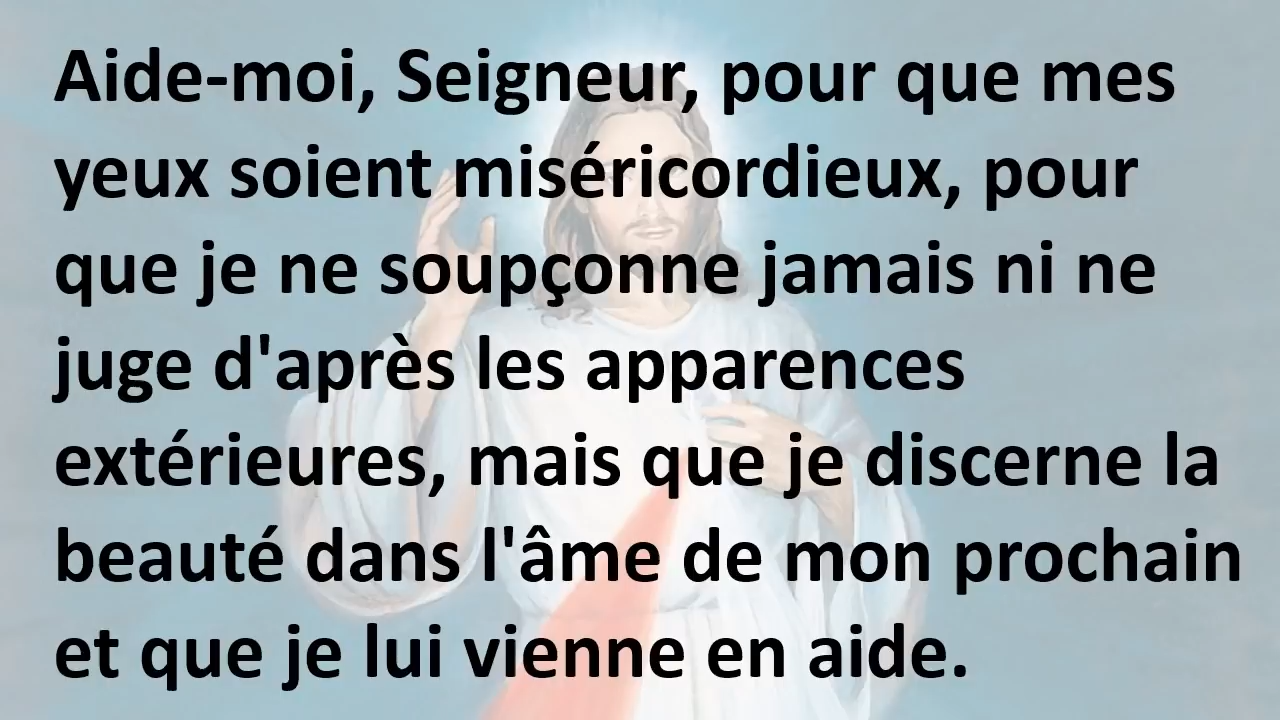 Aide-moi, Seigneur, pour que mes
yeux soient miséricordieux, pour
que je ne soupçonne jamais ni ne
juge d'après les apparences
extérieures, mais que je discerne la
beauté dans l'âme de mon prochain
et que je lui vienne en aide.